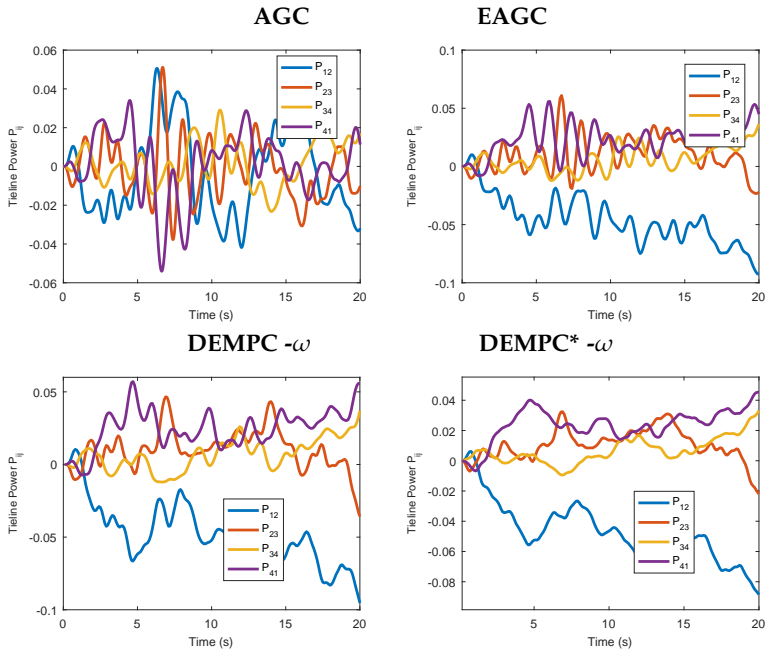 AGC
EAGC
0.06
0.04
0.02
0
-0.02
-0.04
-0.06
Tieline Power P_ij
0 5 10 15 20
Time (s)
P_12
P_23
P_34
P_41
0.1
0.05
0
-0.05
-0.1
Tieline Power P_ij
0 5 10 15 20
Time (s)
P_12
P_23
P_34
P_41
DEMPC -ω
DEMPC* -ω
0.05
0
-0.05
-0.1
Tieline Power P_ij
0 5 10 15 20
Time (s)
P_12
P_23
P_34
P_41
0.04
0.02
0
-0.02
-0.04
-0.06
-0.08
Tieline Power P_ij
5 10 15 20
Time (s)
P_12
P_23
P_34
P_41